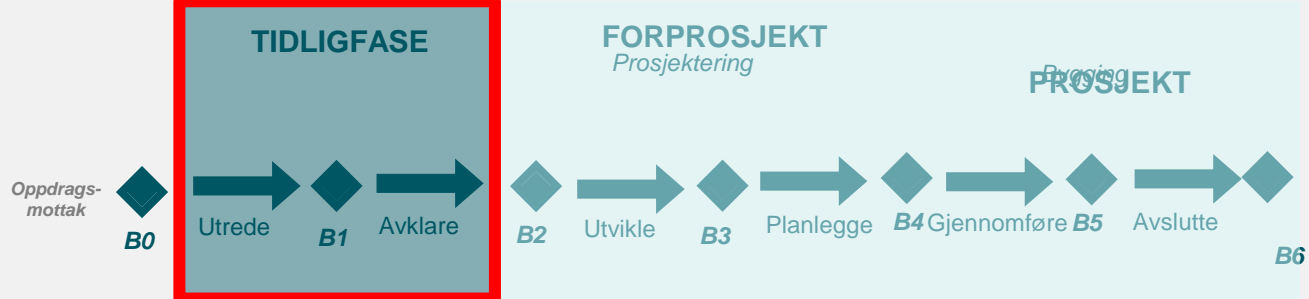 TIDLIGFASE
FORPROSJEKT
Prosjektering
Bygging
PROSJEKT
Oppdrags-
mottak
B0
Utrede
B1
Avklare
B2
Utvikle
B3
Planlegge
B4
Gjennomføre
B5
Avslutte
B6